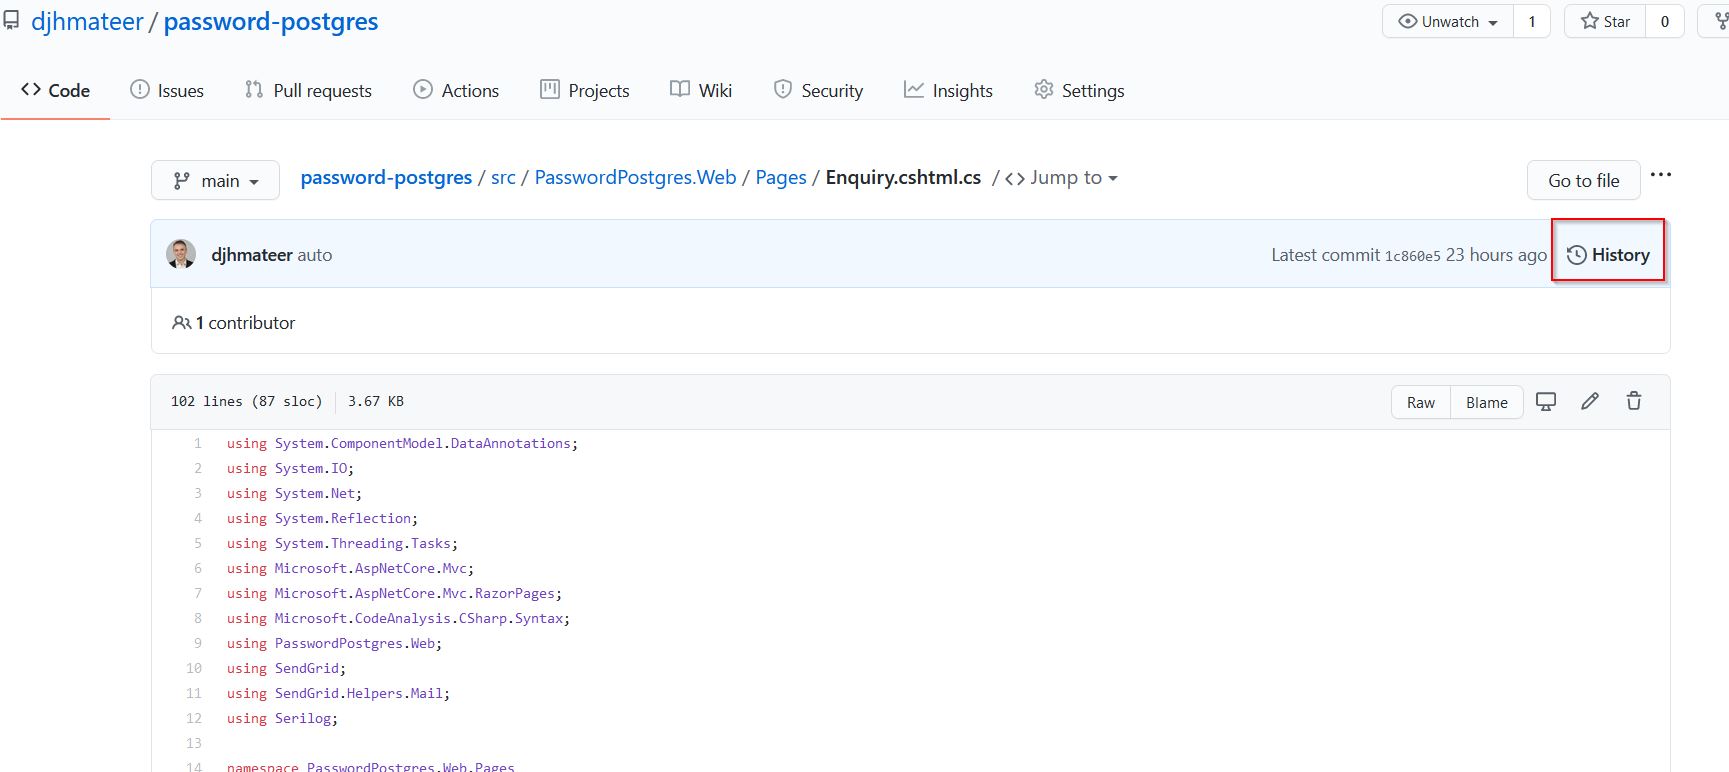 djhmateer / password-postgres
Unwatch 1 Star 0
Code Issues Pull requests Actions Projects Wiki Security Insights Settings
main password-postgres / src / PasswordPostgres.Web / Pages / Enquiry.cshtml.cs / <> Jump to Go to file ...
djhmateer auto Latest commit 1c860e5 23 hours ago History
1 contributor
102 lines (87 sloc) 3.67 KB Raw Blame
1 using System.ComponentModel.DataAnnotations;
2 using System.IO;
3 using System.Net;
4 using System.Reflection;
5 using System.Threading.Tasks;
6 using Microsoft.AspNetCore.Mvc;
7 using Microsoft.AspNetCore.Mvc.RazorPages;
8 using Microsoft.CodeAnalysis.CSharp.Syntax;
9 using PasswordPostgres.Web;
10 using SendGrid;
11 using SendGrid.Helpers.Mail;
12 using Serilog;
13
14 namespace PasswordPostgres.Web.Pages